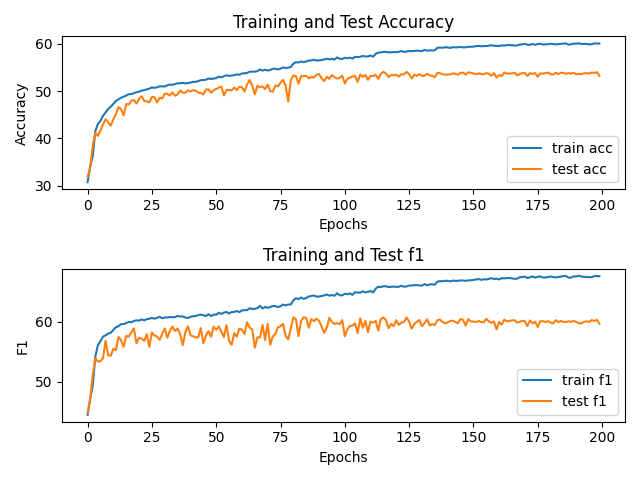 Training and Test Accuracy
Accuracy
60
50
40
30
train acc
test acc
0 25 50 75 100 125 150 175 200
Epochs
Training and Test f1
F1
60
50
train f1
test f1
0 25 50 75 100 125 150 175 200
Epochs